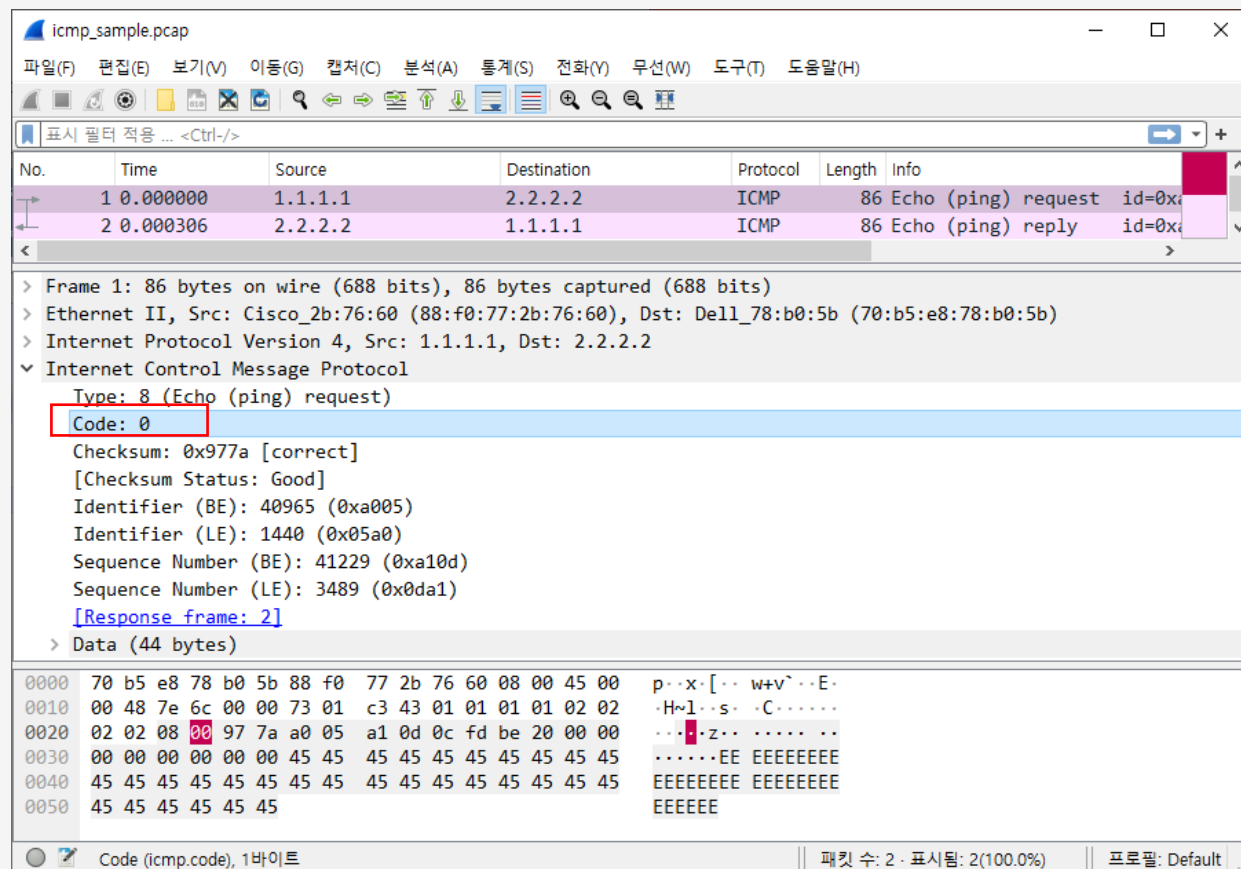 icmp_sample.pcap
파일(F) 편집(E) 보기(V) 이동(G) 캡처(C) 분석(A) 통계(S) 전화(Y) 무선(W) 도구(T) 도움말(H)
표시 필터 적용 ... <Ctrl-/>
No. Time Source Destination Protocol Length Info
1 0.000000 1.1.1.1 2.2.2.2 ICMP 86 Echo (ping) request id=0xa
2 0.000306 2.2.2.2 1.1.1.1 ICMP 86 Echo (ping) reply id=0xa
Frame 1: 86 bytes on wire (688 bits), 86 bytes captured (688 bits)
Ethernet II, Src: Cisco_2b:76:60 (88:f0:77:2b:76:60), Dst: Dell_78:b0:5b (70:b5:e8:78:b0:5b)
Internet Protocol Version 4, Src: 1.1.1.1, Dst: 2.2.2.2
Internet Control Message Protocol
Type: 8 (Echo (ping) request)
Code: 0
Checksum: 0x977a [correct]
[Checksum Status: Good]
Identifier (BE): 40965 (0xa005)
Identifier (LE): 1440 (0x05a0)
Sequence Number (BE): 41229 (0xa10d)
Sequence Number (LE): 3489 (0x0da1)
[Response frame: 2]
Data (44 bytes)
0000 70 b5 e8 78 b0 5b 88 f0 77 2b 76 60 08 00 45 00 p··x·[·· w+v`··E·
0010 00 48 7e 6c 00 00 73 01 c3 43 01 01 01 01 02 02 ·H~l··s· ·C······
0020 02 02 08 00 97 7a a0 05 a1 0d 0c fd be 20 00 00 ·····z·· ····· ··
0030 00 00 00 00 00 00 45 45 45 45 45 45 45 45 45 45 ······EE EEEEEEEE
0040 45 45 45 45 45 45 45 45 45 45 45 45 45 45 45 45 EEEEEEEE EEEEEEEE
0050 45 45 45 45 45 45 EEEEEE
Code (icmp.code), 1바이트 패킷 수: 2 · 표시됨: 2(100.0%) 프로필: Default